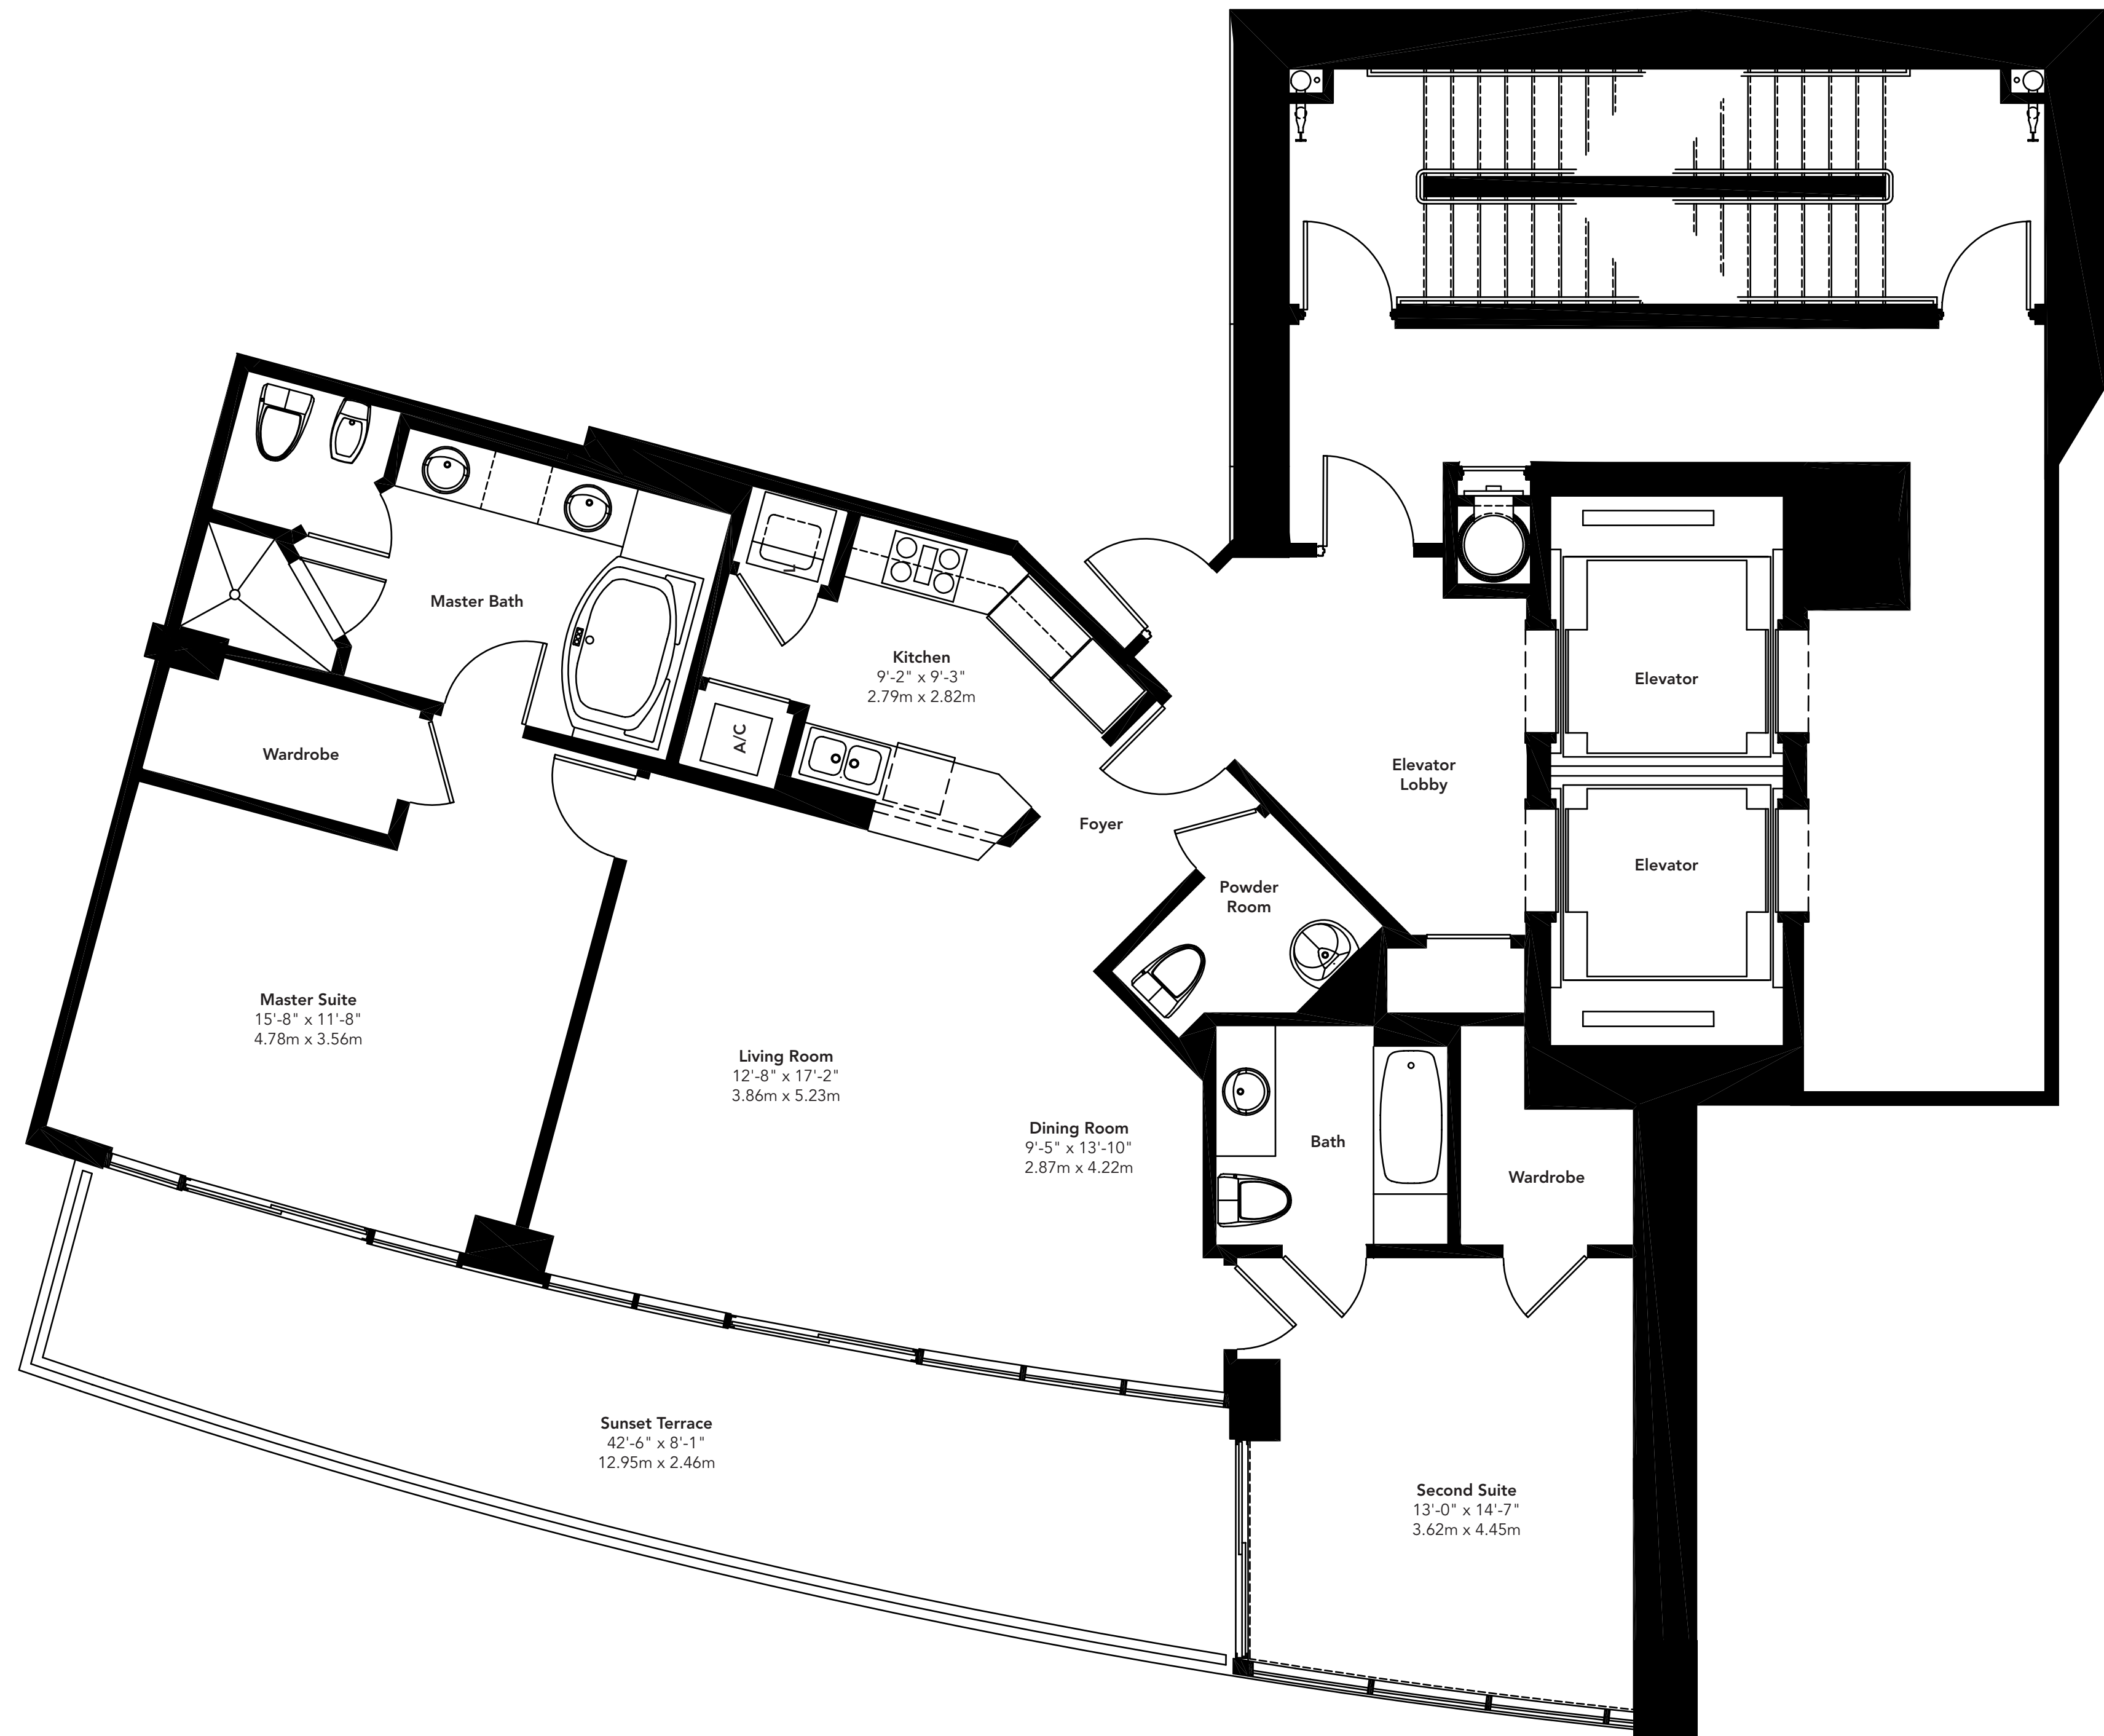 Master Bath
Kitchen
9'-2" x 9'-3"
2.79m x 2.82m
Elevator
A/C
Wardrobe
Elevator
Lobby
Foyer
Elevator
Powder
Room
Master Suite
15'-8" x 11'-8"
4.78m x 3.56m
Living Room
12'-8" x 17'-2"
3.86m x 5.23m
Dining Room
9'-5" x 13'-10"
2.87m x 4.22m
Bath
Wardrobe
Sunset Terrace
42'-6" x 8'-1"
12.95m x 2.46m
Second Suite
13'-0" x 14'-7"
3.62m x 4.45m